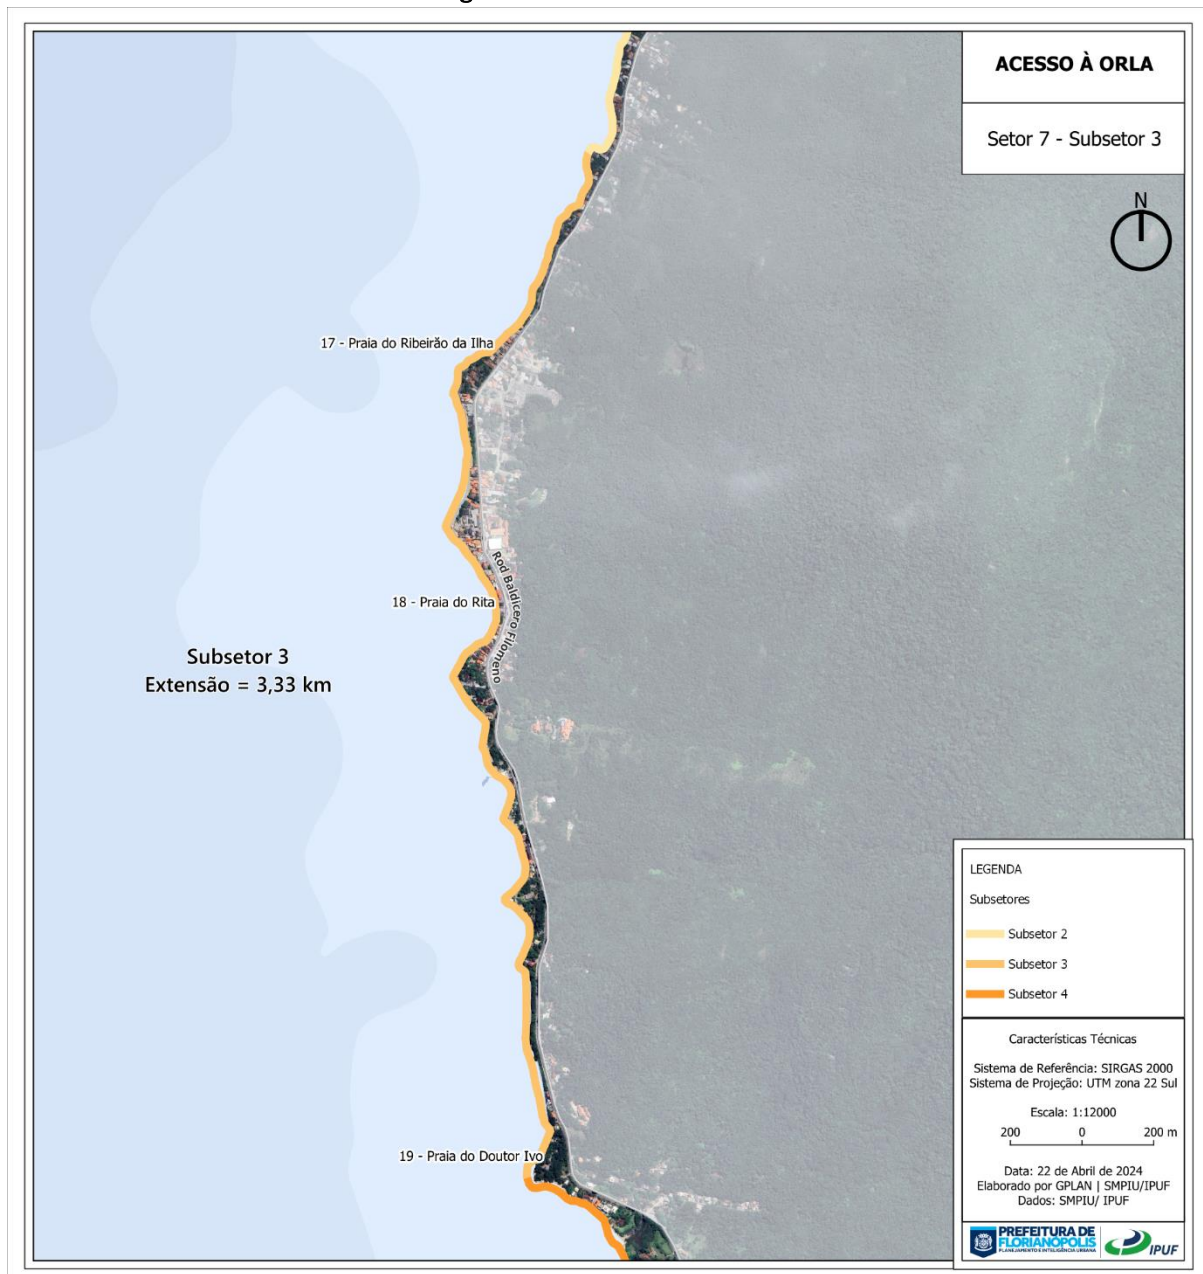 g
ACESSO À ORLA
Setor 7 - Subsetor 3
N
17 - Praia do Ribeirão da Ilha
Rod Baldicero Filomeno
18 - Praia do Rita
Subsetor 3
Extensão = 3,33 km
19 - Praia do Doutor Ivo
LEGENDA
Subsetores
Subsetor 2
Subsetor 3
Subsetor 4
Características Técnicas
Sistema de Referência: SIRGAS 2000
Sistema de Projeção: UTM zona 22 Sul
Escala: 1:12000
200 0 200 m
Data: 22 de Abril de 2024
Elaborado por GPLAN | SMPIU/IPUF
Dados: SMPIU/ IPUF
PREFEITURA DE
FLORIANÓPOLIS
PLANEJAMENTO E INTELIGÊNCIA URBANA
IPUF